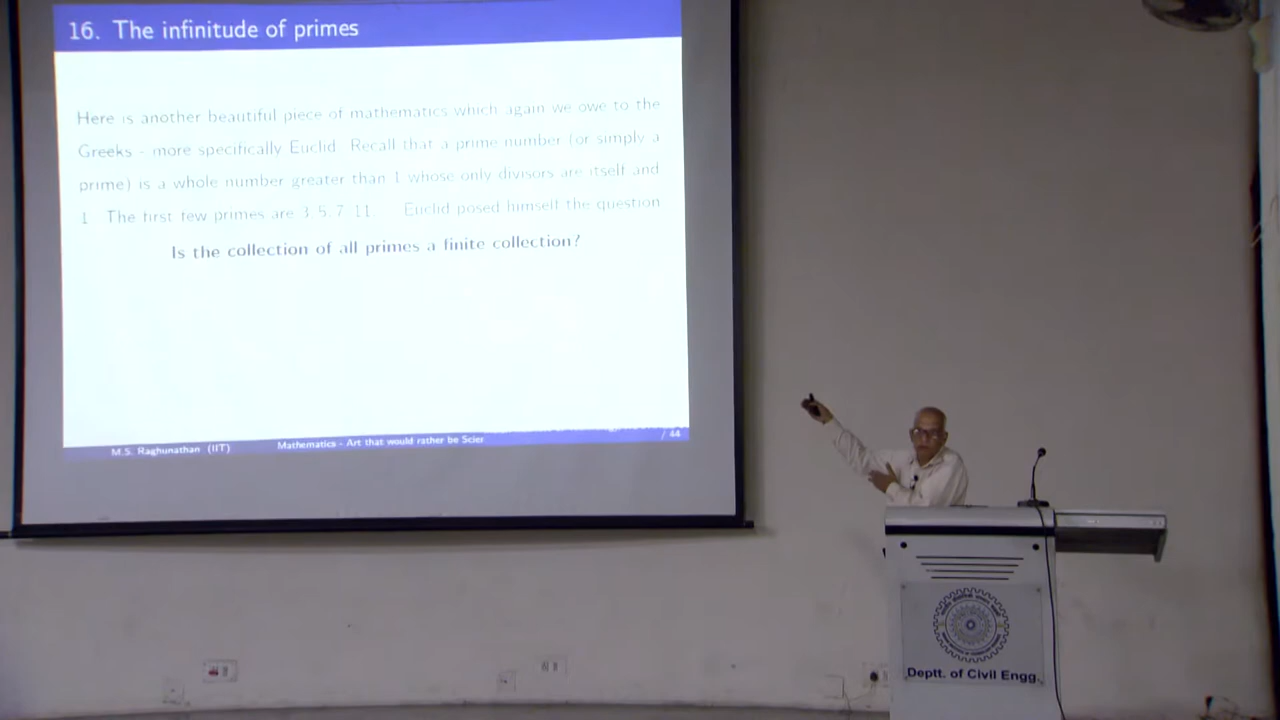 16. The infinitude of primes
Here is another beautiful piece of mathematics which again we owe to the
Greeks - more specifically Euclid. Recall that a prime number (or simply a
prime) is a whole number greater than 1 whose only divisors are itself and
1. The first few primes are 3, 5, 7, 11, Euclid posed himself the question
Is the collection of all primes a finite collection?
M.S. Raghunathan (IIT)
Mathematics - Art that would rather be Scier
/ 44
Deptt. of Civil Engg.